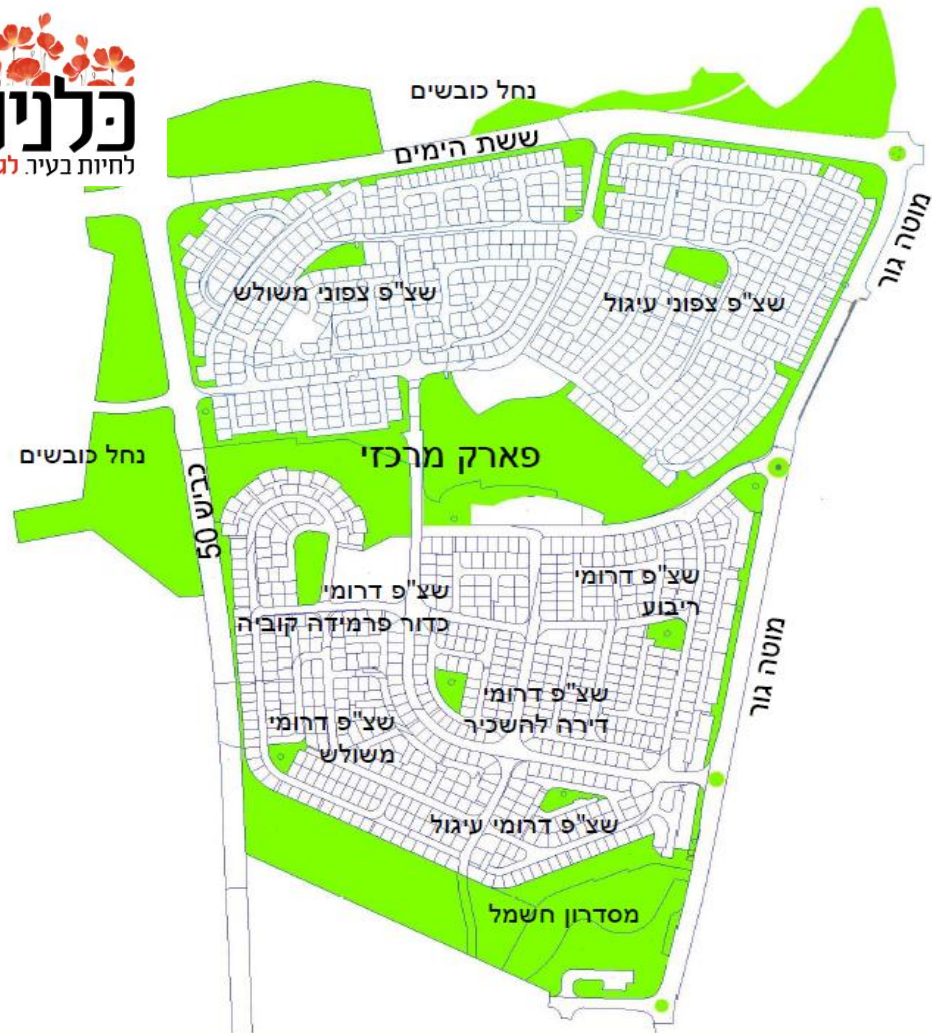 לחיות בעיר.
נחל כובשים
ששת הימים
מוטה גור
שצ"פ צפוני משולש
שצ"פ צפוני עיגול
נחל כובשים
פארק מרכזי
כביש 50
שצ"פ דרומי
כדור פרמידה קוביה
שצ"פ דרומי
ריבוע
מוטה גור
שצ"פ דרומי
דירה להשכיר
שצ"פ דרומי
משולש
שצ"פ דרומי עיגול
מסדרון חשמל